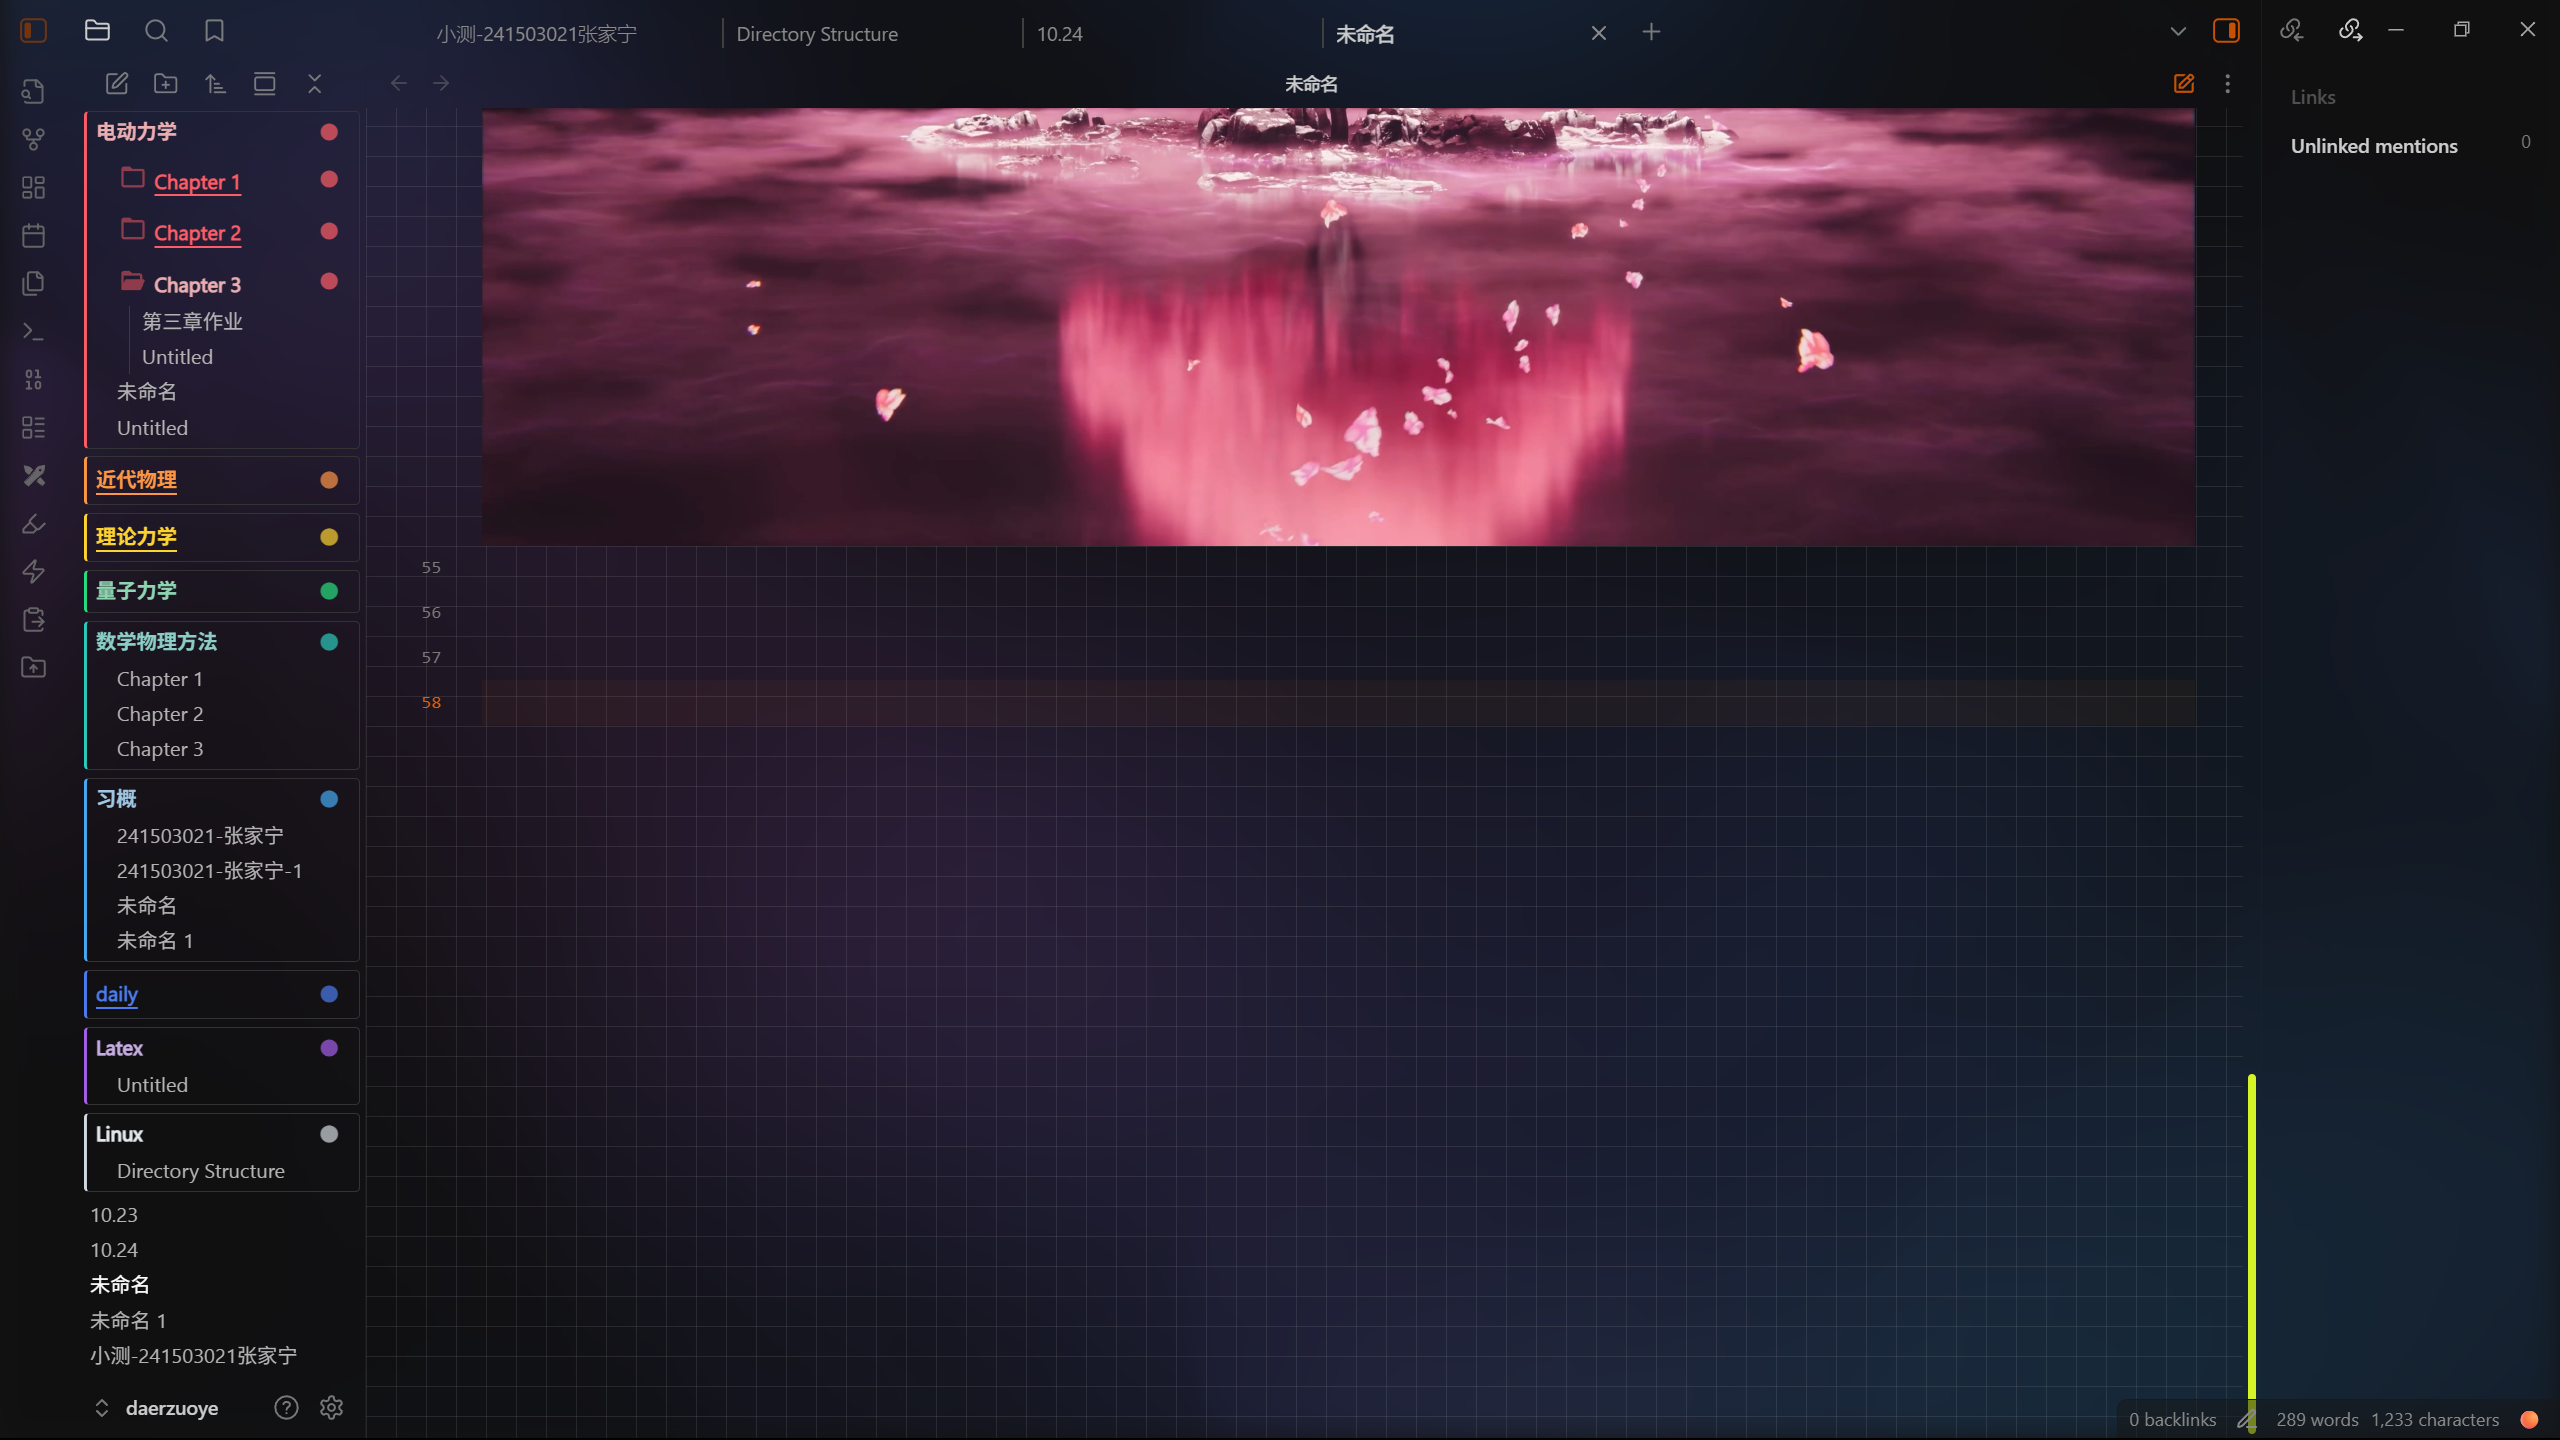 小测-241503021张家宁
Directory Structure
10.24
未命名
未命名
Links
Unlinked mentions
0
电动力学
Chapter 1
Chapter 2
Chapter 3
第三章作业
Untitled
未命名
Untitled
近代物理
理论力学
量子力学
数学物理方法
Chapter 1
Chapter 2
Chapter 3
习概
241503021-张家宁
241503021-张家宁-1
未命名
未命名 1
daily
Latex
Untitled
Linux
Directory Structure
10.23
10.24
未命名
未命名 1
小测-241503021张家宁
daerzuoye
01
10
55
56
57
58
0 backlinks
289 words
1,233 characters